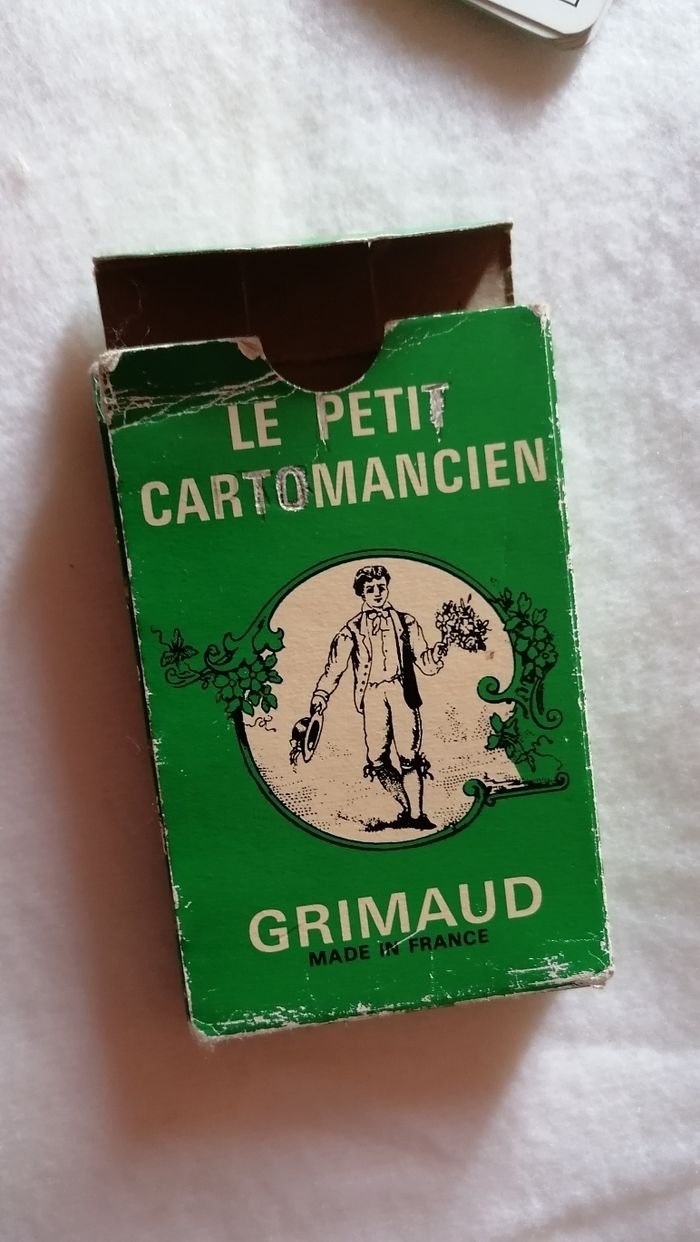 LE PETIT
CARTOMANCIEN
GRIMAUD
MADE IN FRANCE